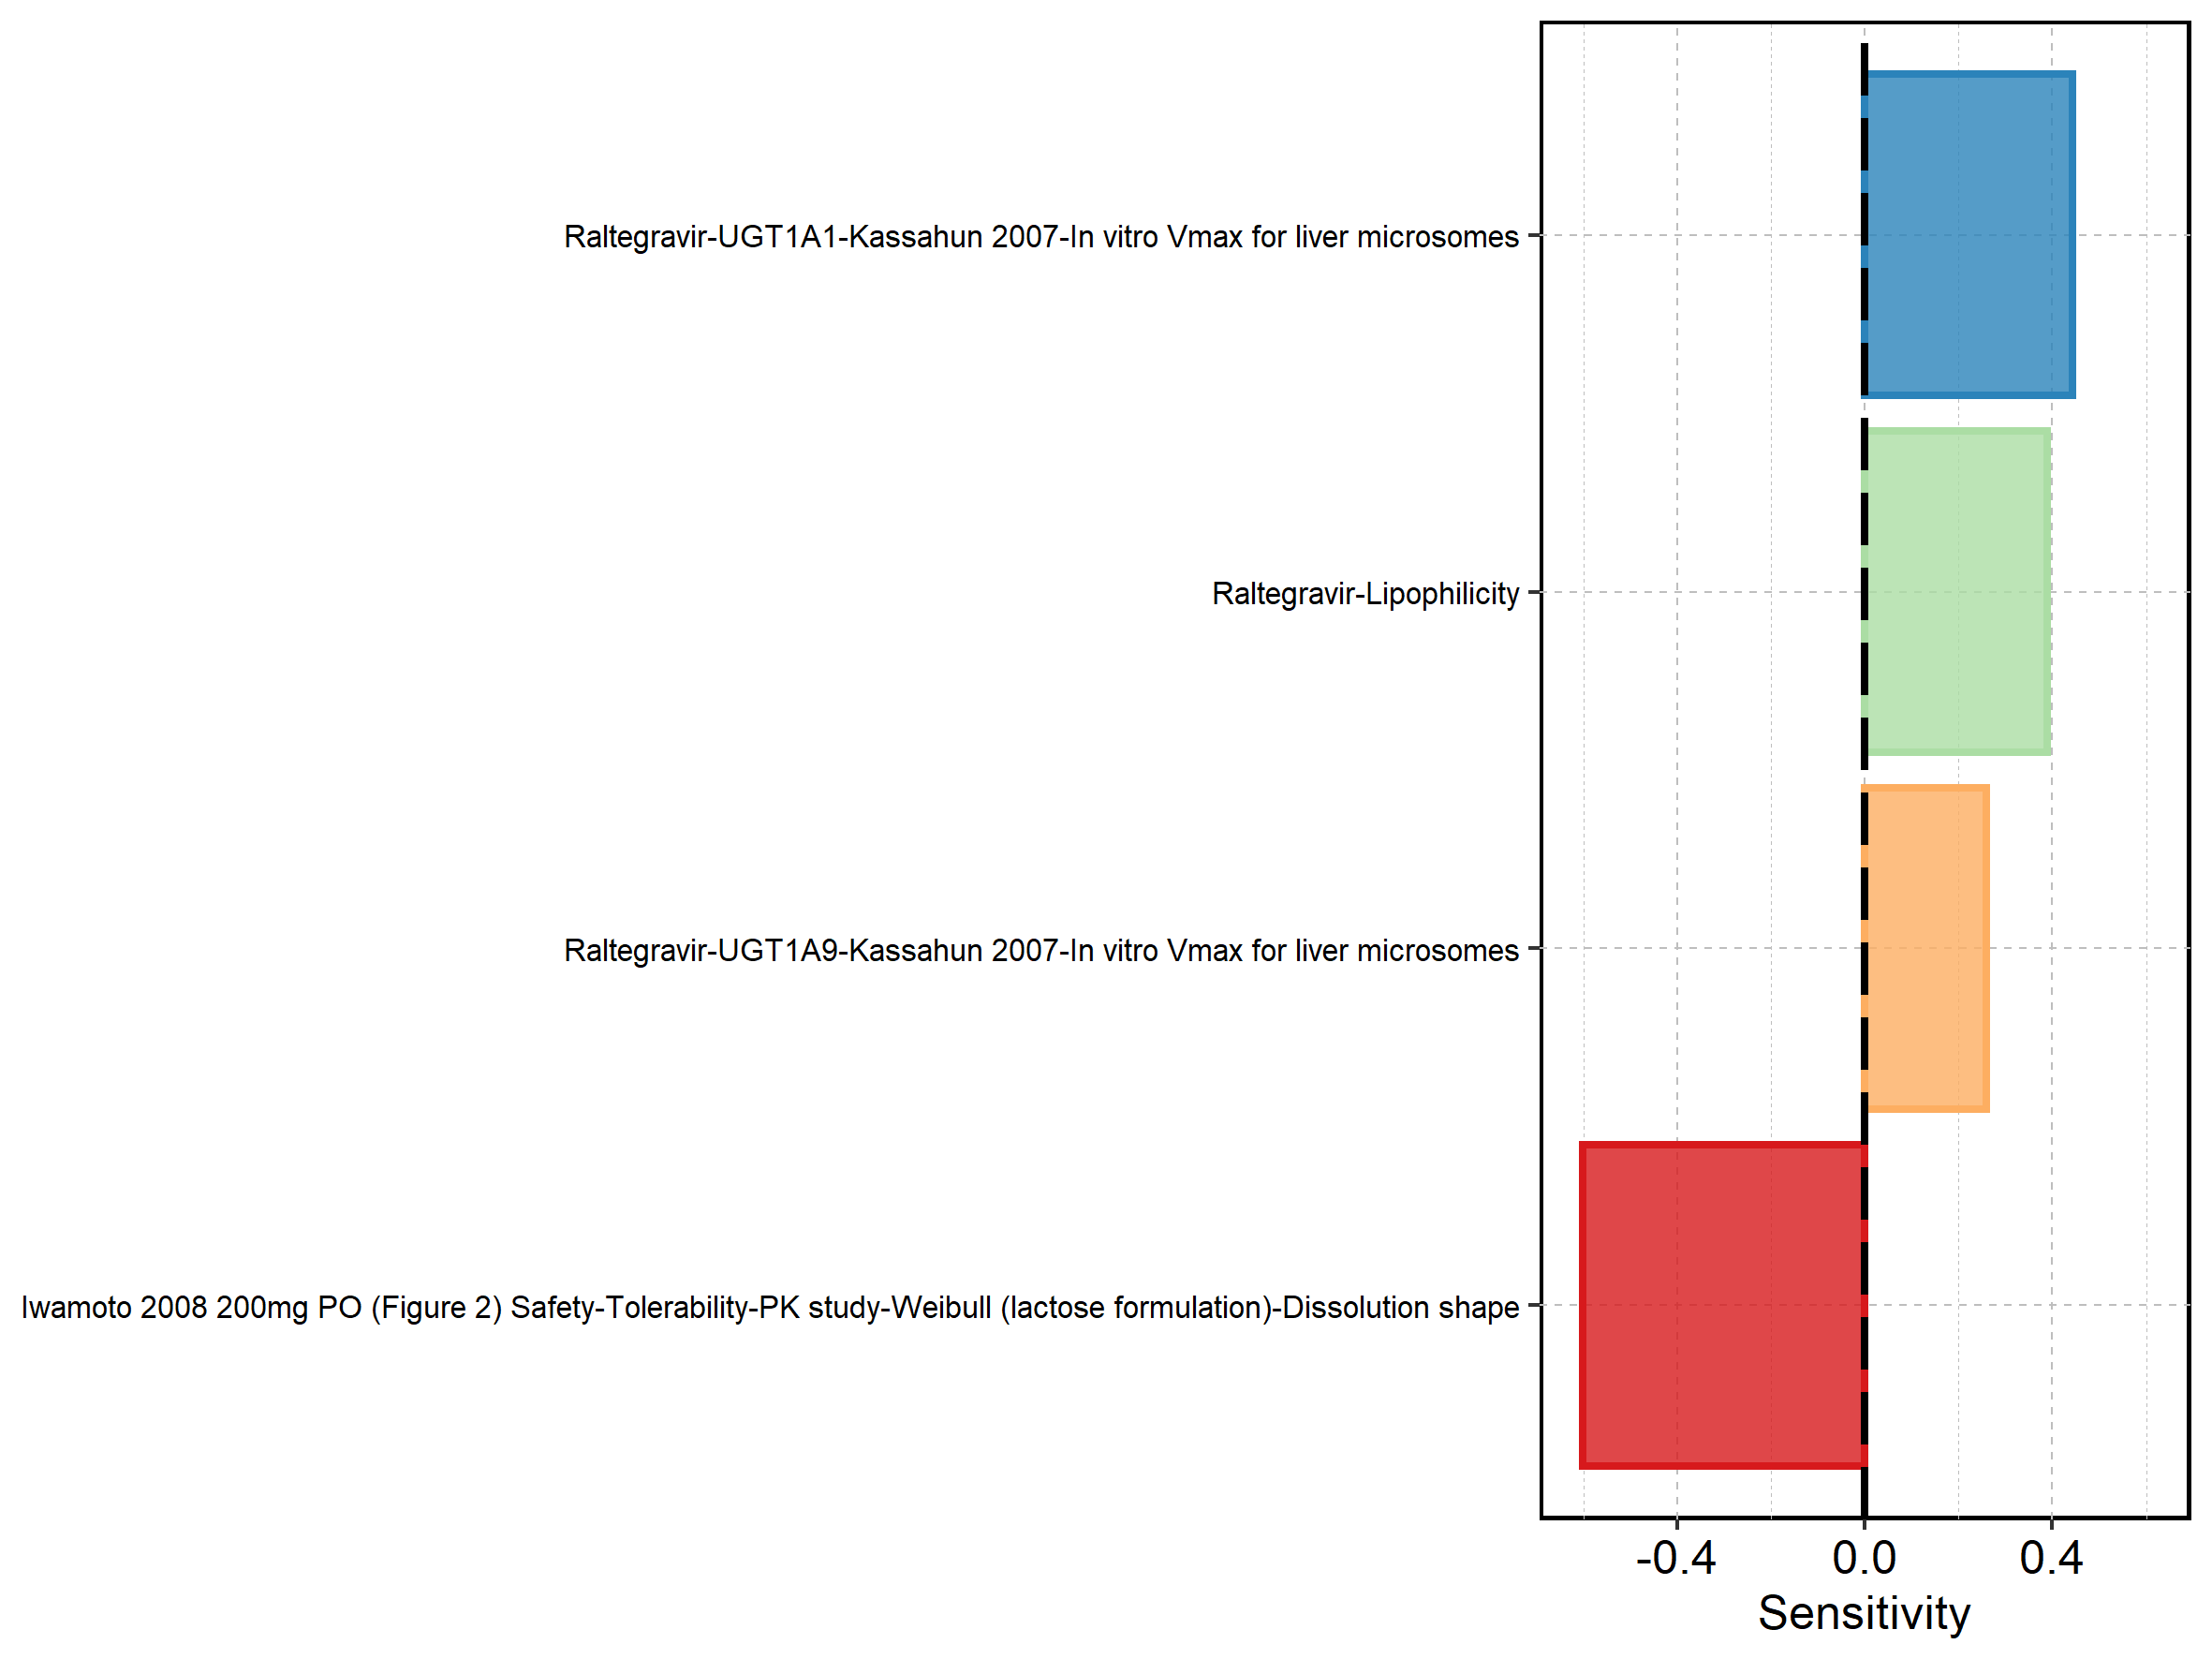 Raltegravir-UGT1A1-Kassahun 2007-In vitro Vmax for liver microsomes
Raltegravir-Lipophilicity
Raltegravir-UGT1A9-Kassahun 2007-In vitro Vmax for liver microsomes
Iwamoto 2008 200mg PO (Figure 2) Safety-Tolerability-PK study-Weibull (lactose formulation)-Dissolution shape
-0.4 0.0 0.4
Sensitivity